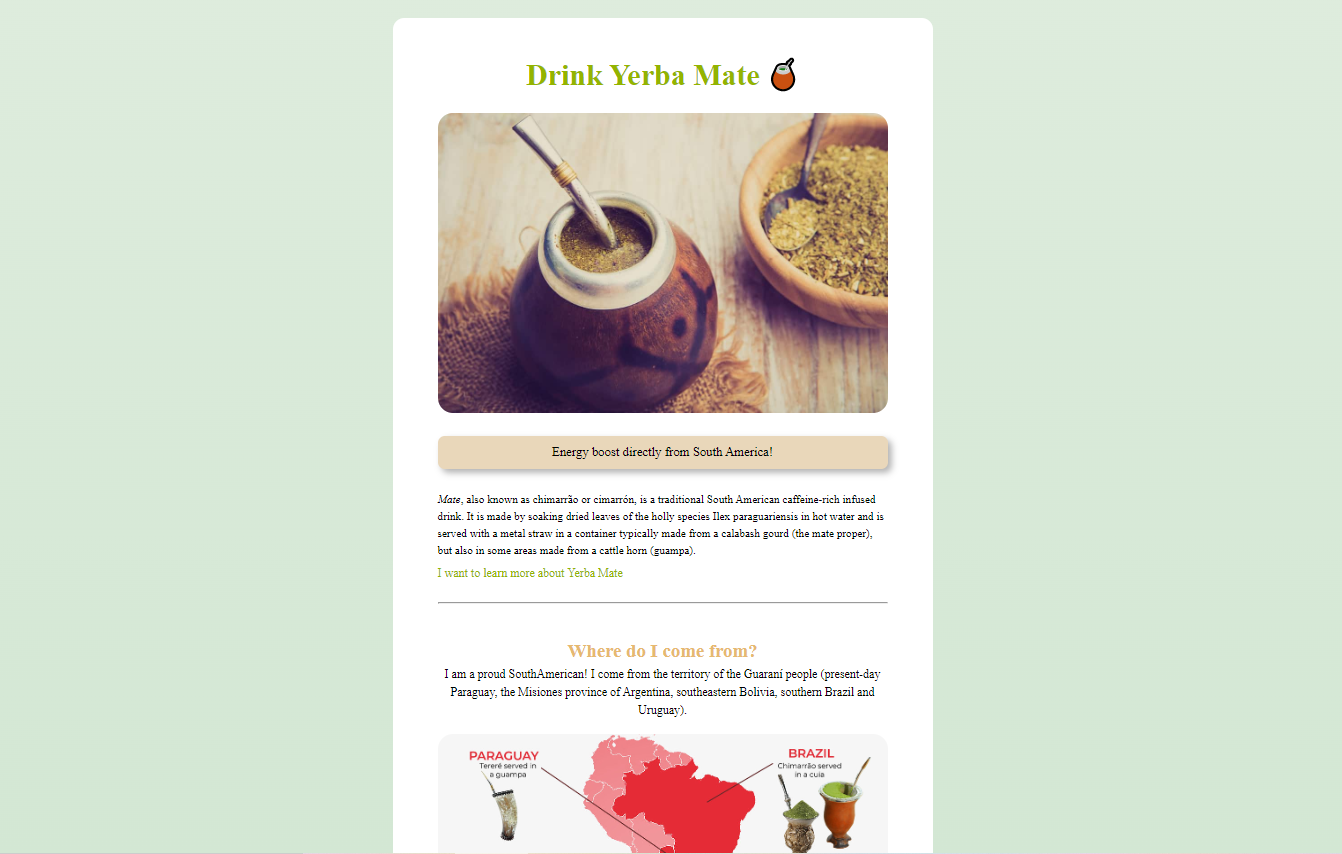 Drink Yerba Mate 🧉
Energy boost directly from South America!
Mate, also known as chimarrão or cimarrón, is a traditional South American caffeine-rich infused
drink. It is made by soaking dried leaves of the holly species Ilex paraguariensis in hot water and is
served with a metal straw in a container typically made from a calabash gourd (the mate proper),
but also in some areas made from a cattle horn (guampa).
I want to learn more about Yerba Mate
Where do I come from?
I am a proud SouthAmerican! I come from the territory of the Guaraní people (present-day
Paraguay, the Misiones province of Argentina, southeastern Bolivia, southern Brazil and
Uruguay).
PARAGUAY
Tereré served in
a guampa
BRAZIL
Chimarrão served
in a cuia